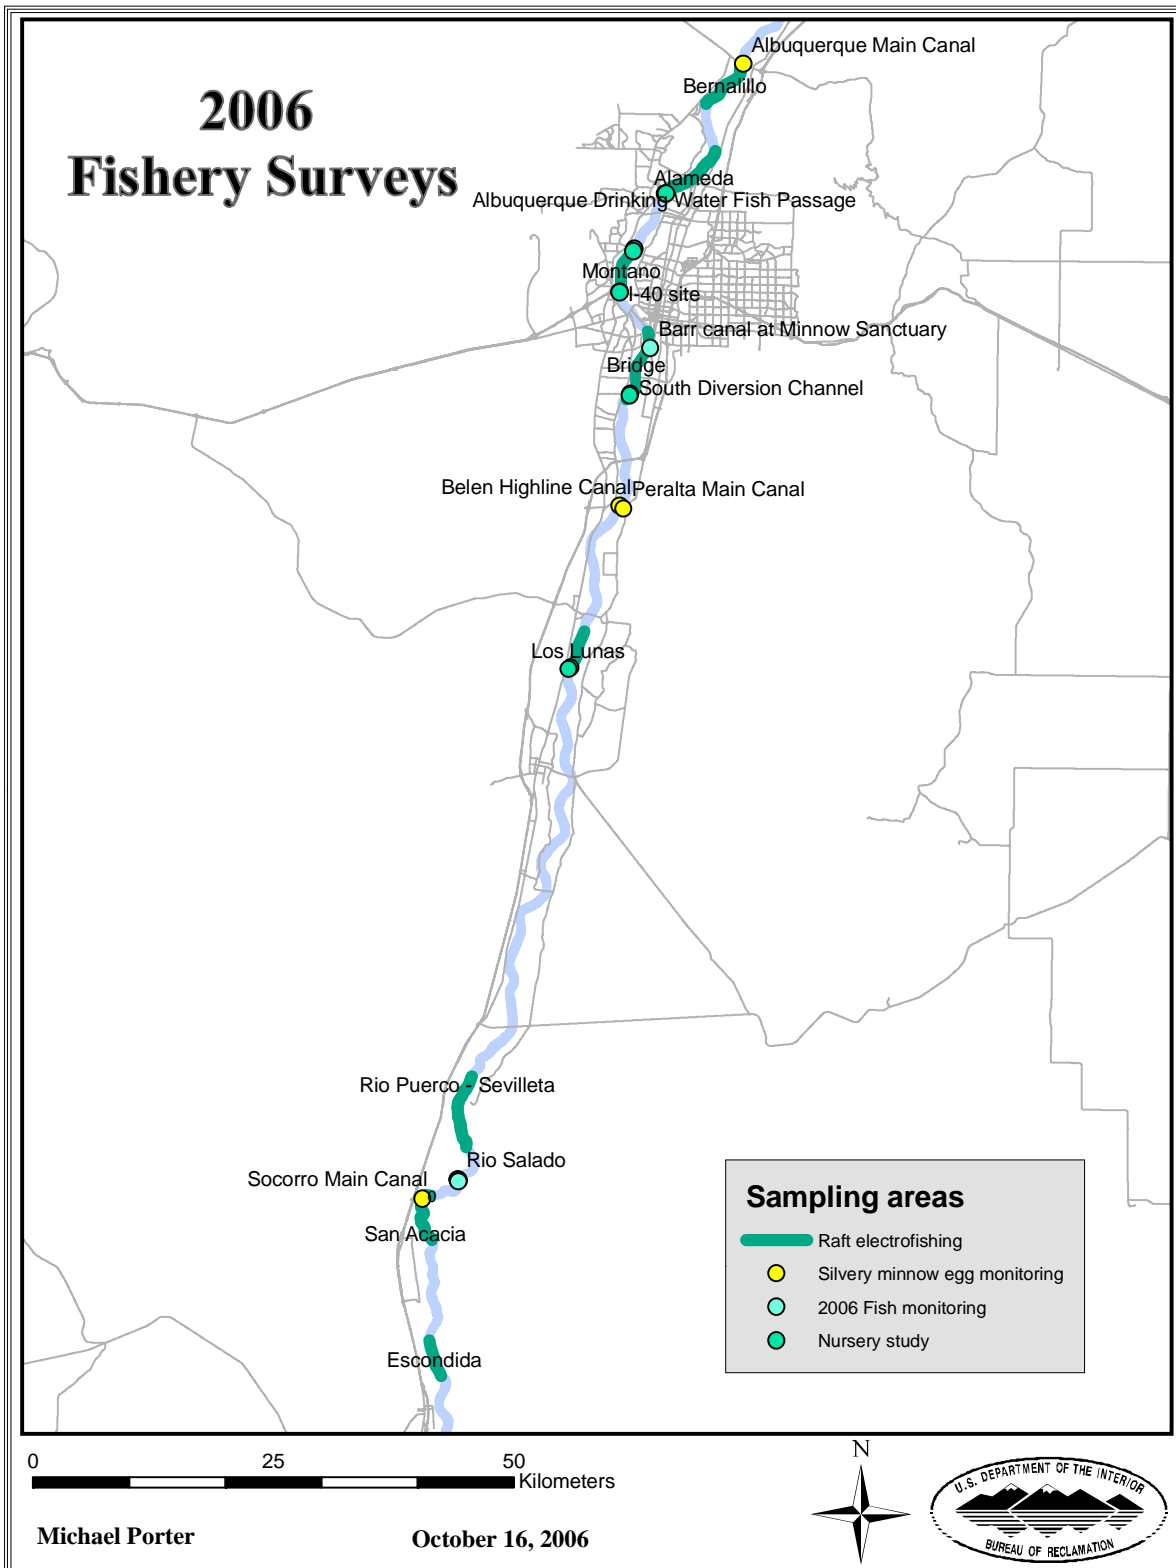 2006
Fishery Surveys
Albuquerque Main Canal
Bernalillo
Alameda
Albuquerque Drinking Water Fish Passage
Montano
I-40 site
Barr canal at Minnow Sanctuary
Bridge
South Diversion Channel
Belen Highline Canal
Peralta Main Canal
Los Lunas
Rio Puerco - Sevilleta
Rio Salado
Socorro Main Canal
San Acacia
Escondida
Sampling areas
Raft electrofishing
Silvery minnow egg monitoring
2006 Fish monitoring
Nursery study
0 25 50
Kilometers
N
U.S. DEPARTMENT OF THE INTERIOR
BUREAU OF RECLAMATION
Michael Porter
October 16, 2006